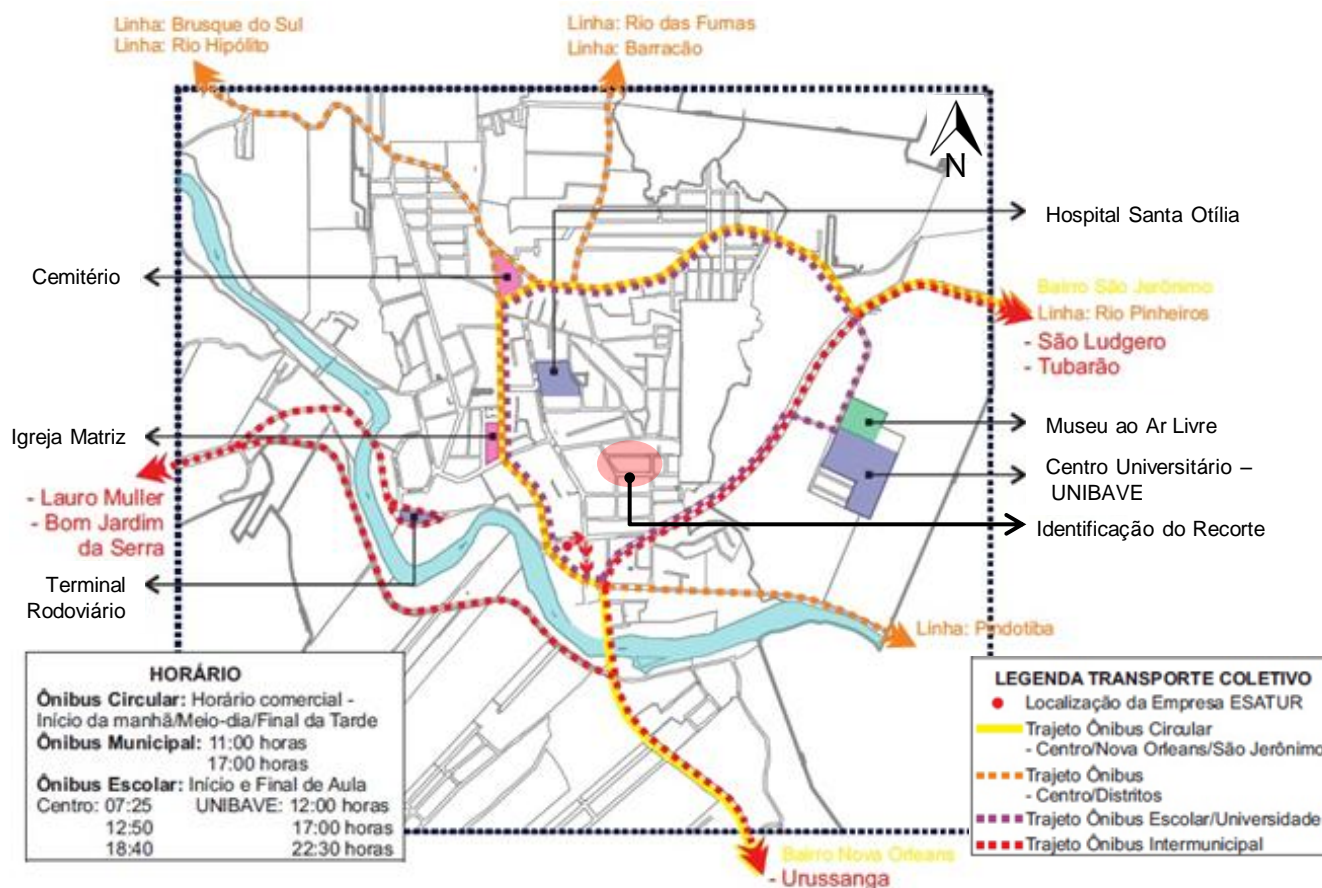 Linha: Brusque do Sul
Linha: Rio Hipólito
Linha: Rio das Furnas
Linha: Barracão
N
Hospital Santa Otília
Cemitério
Bairro São Jerônimo
Linha: Rio Pinheiros
- São Ludgero
- Tubarão
Igreja Matriz
Museu ao Ar Livre
Centro Universitário –
UNIBAVE
- Lauro Muller
- Bom Jardim
da Serra
Identificação do Recorte
Terminal
Rodoviário
Linha: Pindotiba
HORÁRIO
Ônibus Circular: Horário comercial -
Início da manhã/Meio-dia/Final da Tarde
Ônibus Municipal: 11:00 horas
17:00 horas
Ônibus Escolar: Início e Final de Aula
Centro: 07:25 UNIBAVE: 12:00 horas
12:50 17:00 horas
18:40 22:30 horas
LEGENDA TRANSPORTE COLETIVO
Localização da Empresa ESATUR
Trajeto Ônibus Circular
- Centro/Nova Orleans/São Jerônimo
Trajeto Ônibus
- Centro/Distritos
Trajeto Ônibus Escolar/Universidade
Trajeto Ônibus Intermunicipal
Bairro Nova Orleans
- Urussanga